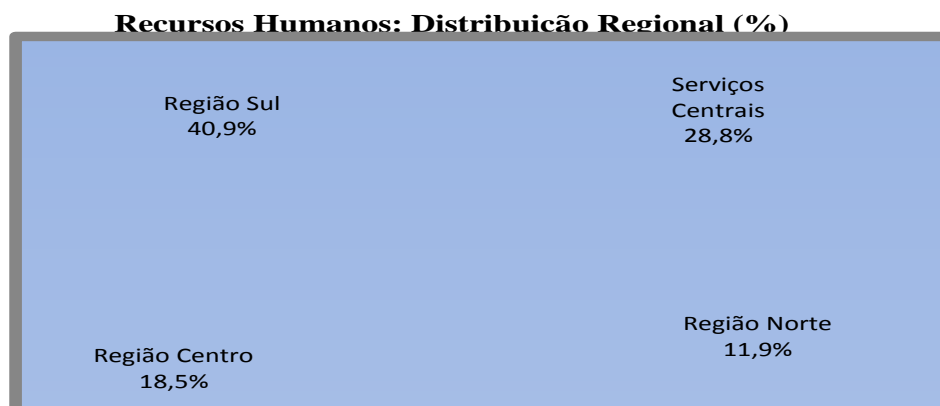 Recursos Humanos: Distribuição Regional (%)
Região Sul
40,9%
Serviços
Centrais
28,8%
Região Norte
11,9%
Região Centro
18,5%